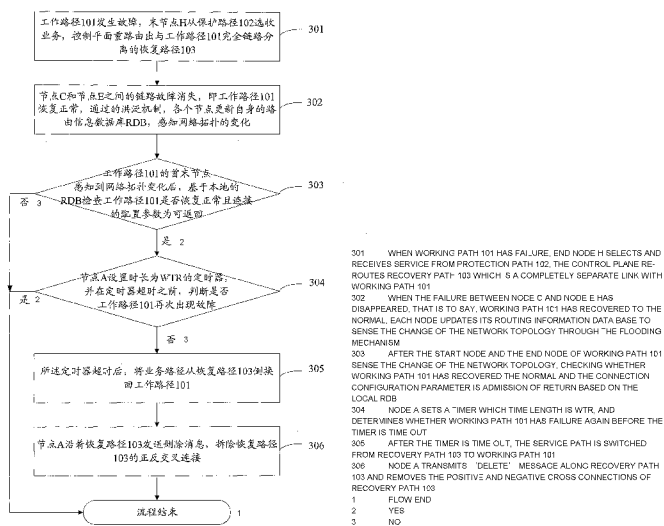 工作路径101发生故障，末节点H从保护路径102选收
业务，控制平面重路由出与工作路径101完全链路分
离的恢复路径103
301
节点C和节点E之间的链路故障消失，即工作路径101
恢复正常，通过的洪泛机制，各个节点更新自身的路
由信息数据库RDB，感知网络拓扑的变化
302
工作路径101的首末节点
感知到网络拓扑变化后，基于本地的
RDB检查工作路径101是否恢复正常且连接
的配置参数为可返回
303
否 3
是 2
节点A设置时长为WTR的定时器，
并在定时器超时之前，判断是否
工作路径101再次出现故障
304
是 2
否 3
所述定时器超时后，将业务路径从恢复路径103倒换
回工作路径101
305
节点A沿着恢复路径103发送删除消息，拆除恢复路径
103的正反交叉连接
306
流程结束
1
301 WHEN WORKING PATH 101 HAS FAILURE, END NODE H SELECTS AND
RECEIVES SERVICE FROM PROTECTION PATH 102, THE CONTROL PLANE RE-
ROUTES RECOVERY PATH 103 WHICH IS A COMPLETELY SEPARATE LINK WITH
WORKING PATH 101
302 WHEN THE FAILURE BETWEEN NODE C AND NODE E HAS
DISAPPEARED, THAT IS TO SAY, WORKING PATH 101 HAS RECOVERED TO THE
NORMAL, EACH NODE UPDATES ITS ROUTING INFORMATION DATA BASE TO
SENSE THE CHANGE OF THE NETWORK TOPOLOGY THROUGH THE FLOODING
MECHANISM
303 AFTER THE START NODE AND THE END NODE OF WORKING PATH 101
SENSE THE CHANGE OF THE NETWORK TOPOLOGY, CHECKING WHETHER
WORKING PATH 101 HAS RECOVERED THE NORMAL AND THE CONNECTION
CONFIGURATION PARAMETER IS ADMISSION OF RETURN BASED ON THE
LOCAL RDB
304 NODE A SETS A TIMER WHICH TIME LENGTH IS WTR, AND
DETERMINES WHETHER WORKING PATH 101 HAS FAILURE AGAIN BEFORE THE
TIMER IS TIME OUT
305 AFTER THE TIMER IS TIME OUT, THE SERVICE PATH IS SWITCHED
FROM RECOVERY PATH 103 TO WORKING PATH 101
306 NODE A TRANSMITS 'DELETE' MESSAGE ALONG RECOVERY PATH
103 AND REMOVES THE POSITIVE AND NEGATIVE CROSS CONNECTIONS OF
RECOVERY PATH 103
1 FLOW END
2 YES
3 NO